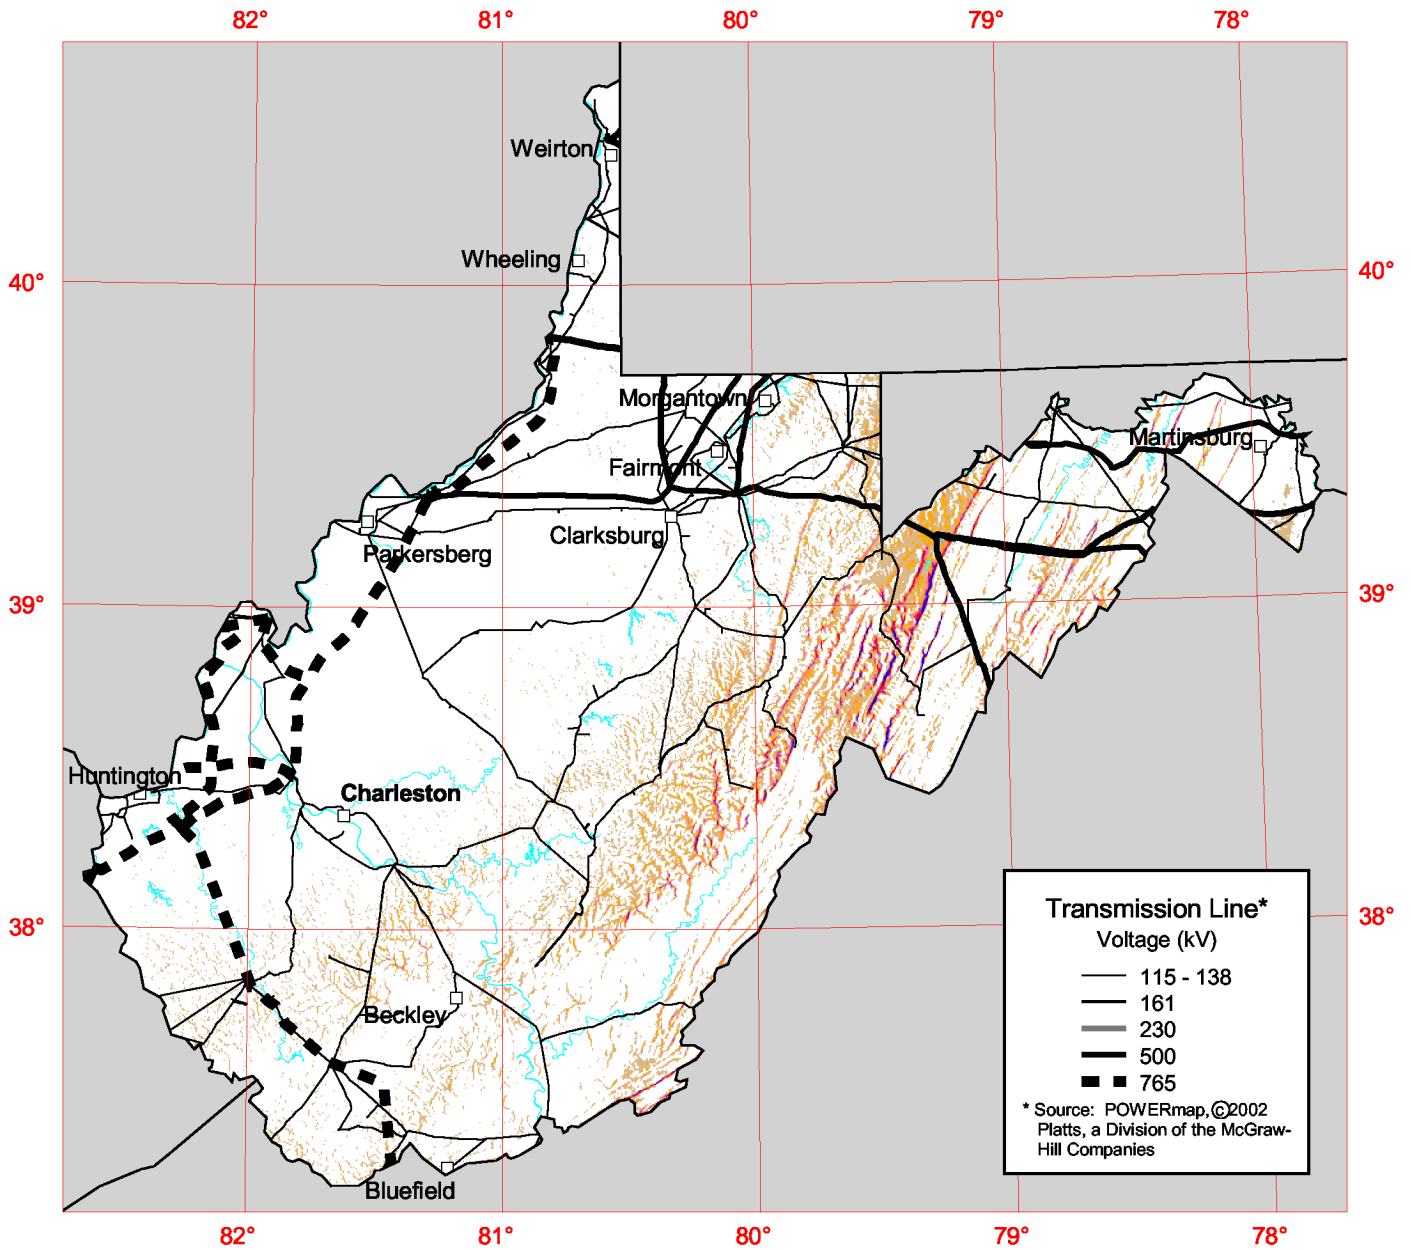 82° 81° 80° 79° 78°
Weirton
Wheeling
40° 40°
Morgantown
Martinsburg
Fairmont
Clarksburg
Parkersberg
39° 39°
Huntington
Charleston
38° 38°
Beckley
Bluefield
Transmission Line*
Voltage (kV)
115 - 138
161
230
500
765
* Source: POWERmap, ©2002
Platts, a Division of the McGraw-
Hill Companies
82° 81° 80° 79° 78°